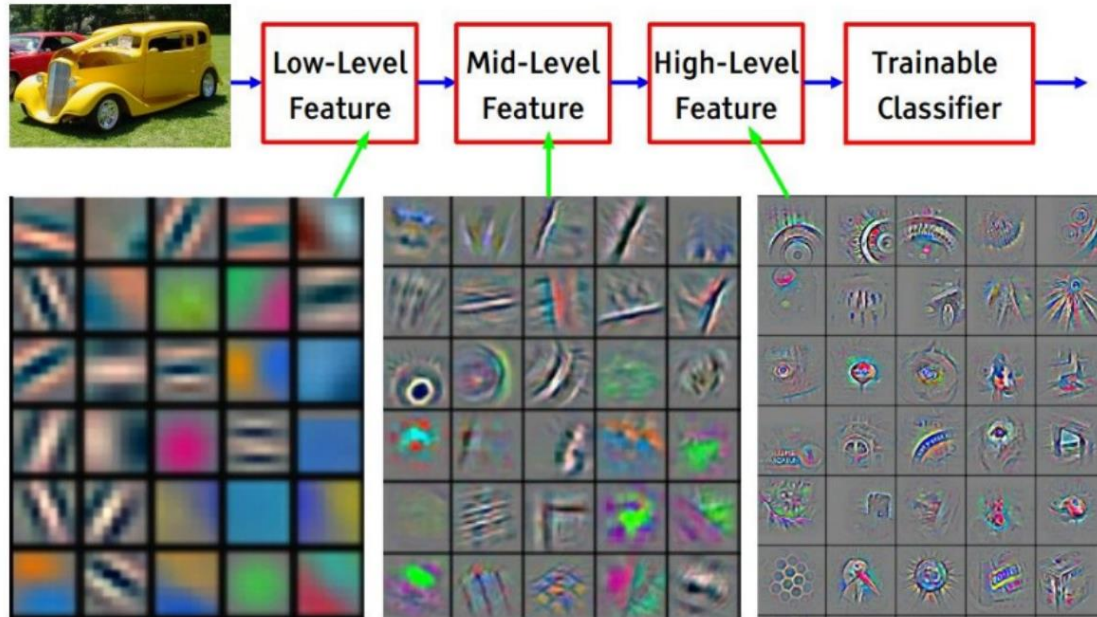 Low-Level
Feature
Mid-Level
Feature
High-Level
Feature
Trainable
Classifier